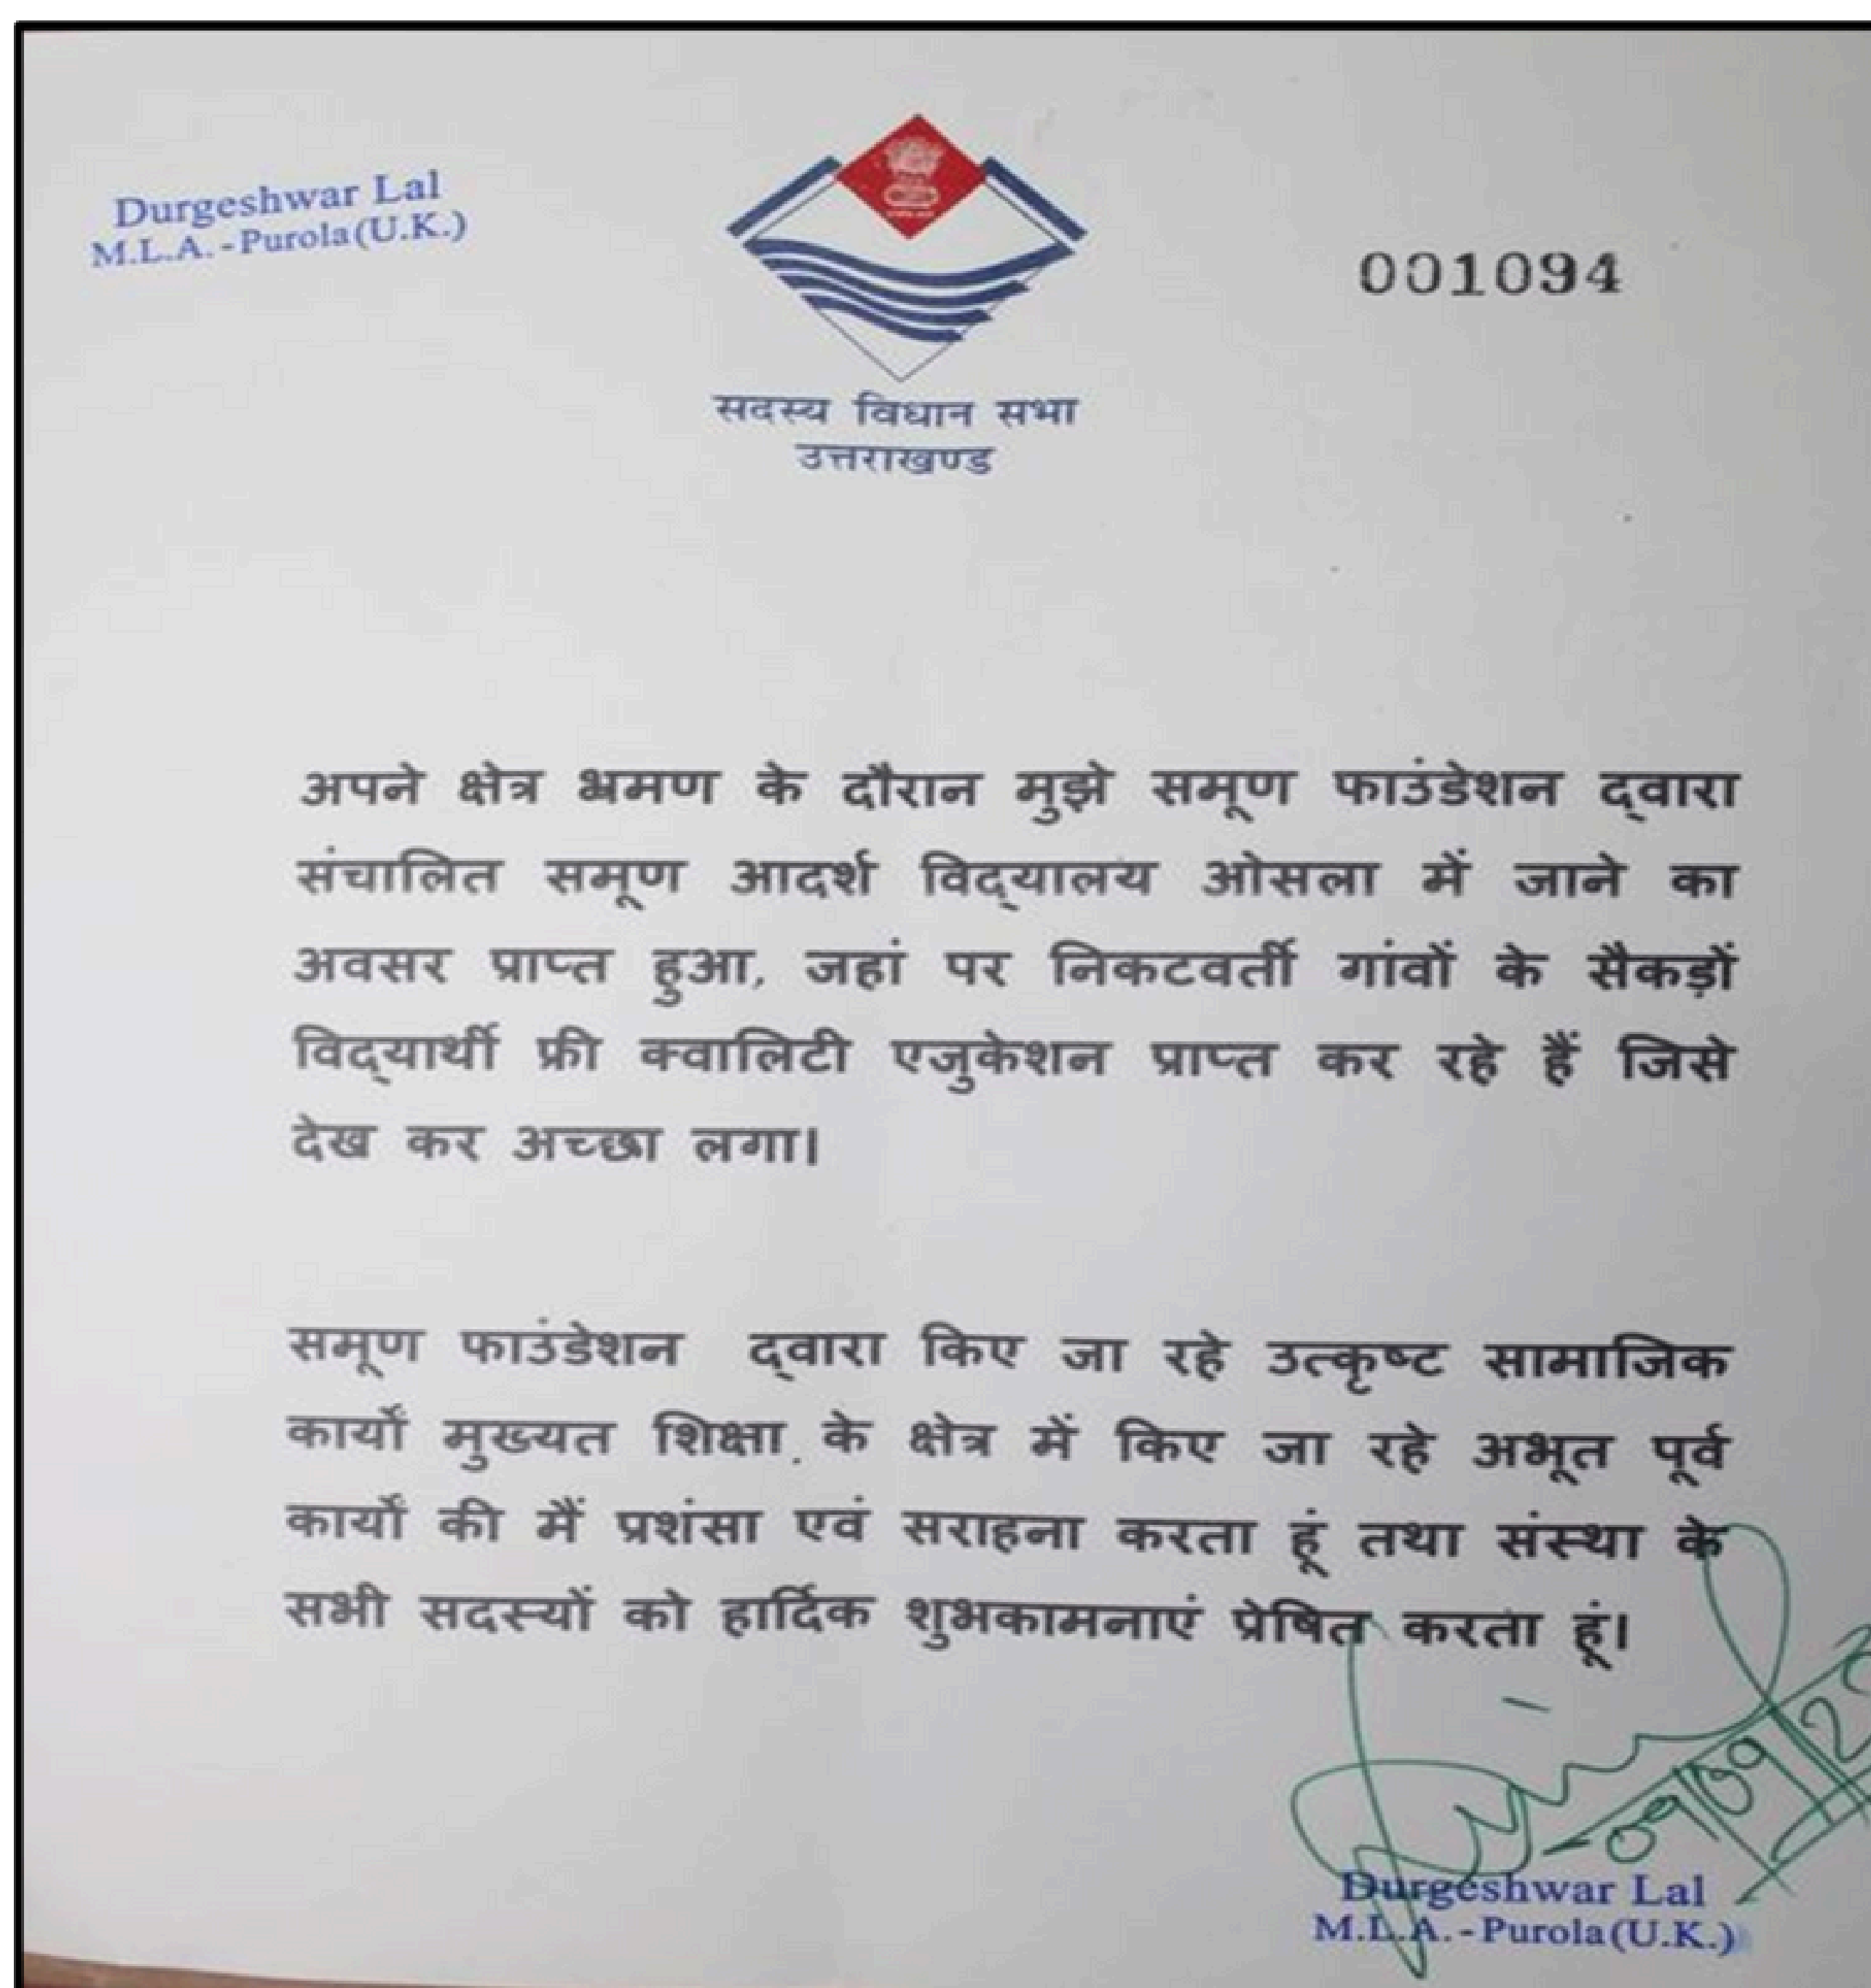 Durgeshwar Lal
M.L.A. - Purola (U.K.)
001094
सदस्य विधान सभा
उत्तराखण्ड
अपने क्षेत्र भ्रमण के दौरान मुझे समूण फाउंडेशन द्वारा
संचालित समूण आदर्श विद्यालय ओसला में जाने का
अवसर प्राप्त हुआ, जहां पर निकटवर्ती गांवों के सैकड़ों
विद्यार्थी फ्री क्वालिटी एजुकेशन प्राप्त कर रहे हैं जिसे
देख कर अच्छा लगा।
समूण फाउंडेशन द्वारा किए जा रहे उत्कृष्ट सामाजिक
कार्यों मुख्यत शिक्षा के क्षेत्र में किए जा रहे अभूत पूर्व
कार्यों की मैं प्रशंसा एवं सराहना करता हूं तथा संस्था के
सभी सदस्यों को हार्दिक शुभकामनाएं प्रेषित करता हूं।
Durgeshwar Lal
M.L.A. - Purola (U.K.)